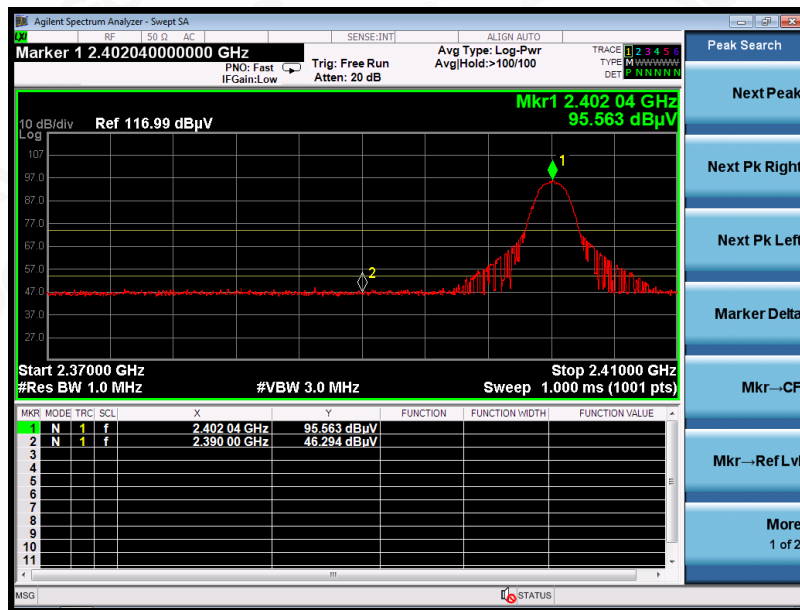 Agilent Spectrum Analyzer - Swept SA
LXI RF 50 Ω AC SENSE:INT ALIGN AUTO
Marker 1 2.402040000000 GHz
PNO: Fast
IFGain:Low
Trig: Free Run
Atten: 20 dB
Avg Type: Log-Pwr
Avg|Hold:>100/100
TRACE 1 2 3 4 5 6
TYPE M W W W W W
DET P N N N N N
Mkr1 2.402 04 GHz
95.563 dBµV
10 dB/div Ref 116.99 dBµV
Log
107
97.0
87.0
77.0
67.0
57.0
47.0
37.0
27.0
1
2
Start 2.37000 GHz Stop 2.41000 GHz
#Res BW 1.0 MHz #VBW 3.0 MHz Sweep 1.000 ms (1001 pts)
MKR MODE TRC SCL X Y FUNCTION FUNCTION WIDTH FUNCTION VALUE
1 N 1 f 2.402 04 GHz 95.563 dBµV
2 N 1 f 2.390 00 GHz 46.294 dBµV
3
4
5
6
7
8
9
10
11
MSG STATUS
Peak Search
Next Peak
Next Pk Right
Next Pk Left
Marker Delta
Mkr→CF
Mkr→Ref Lvl
More
1 of 2